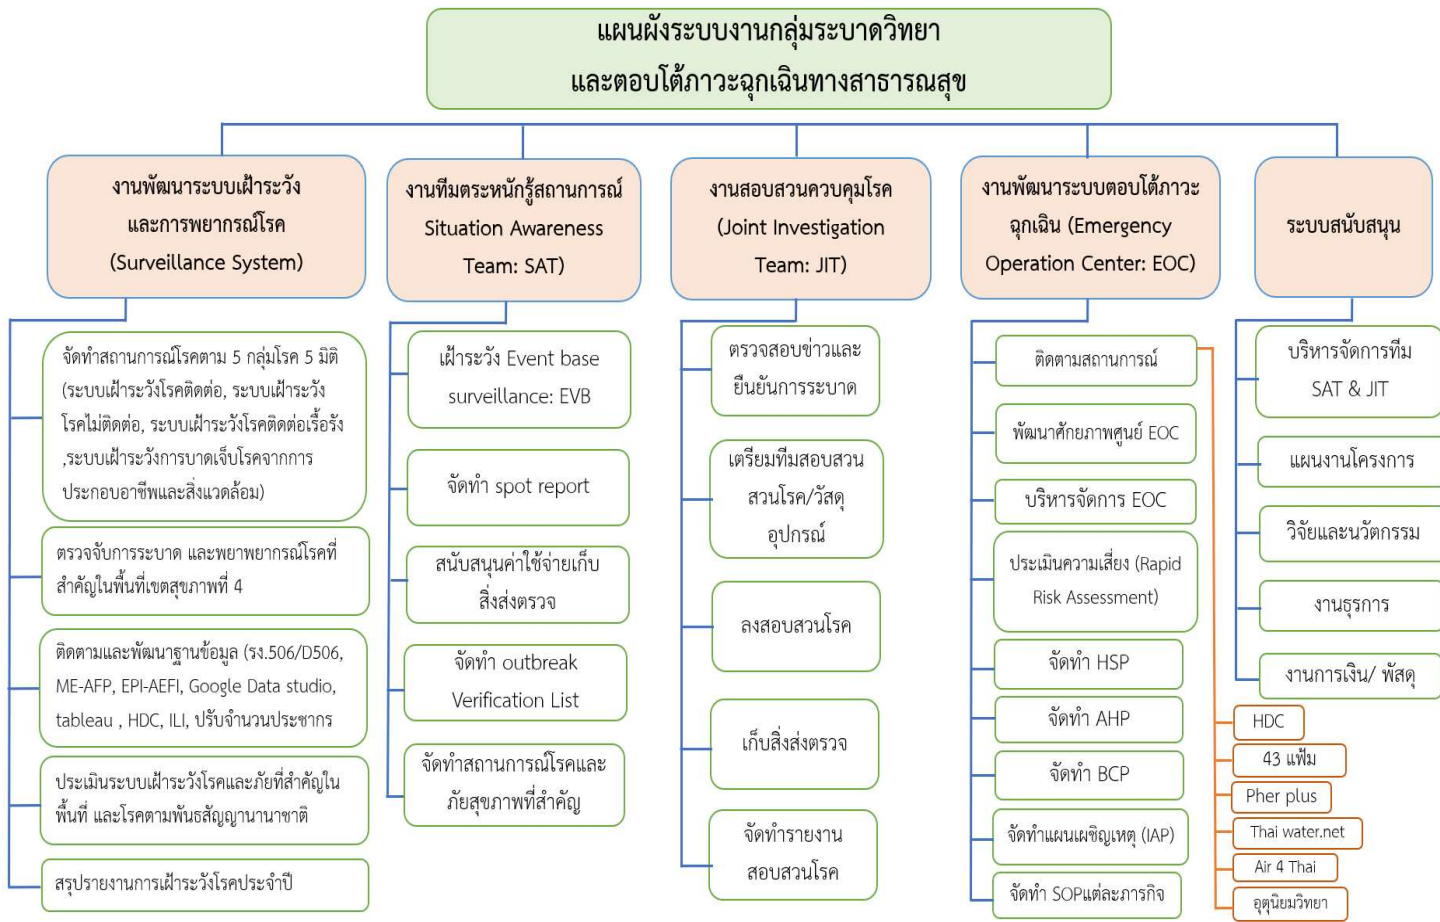 แผนผังระบบงานกลุ่มระบาดวิทยา
และตอบโต้ภาวะฉุกเฉินทางสาธารณสุข
งานพัฒนาระบบเฝ้าระวัง
และการพยากรณ์โรค
(Surveillance System)
จัดทำสถานการณ์โรคตาม 5 กลุ่มโรค 5 มิติ
(ระบบเฝ้าระวังโรคติดต่อ, ระบบเฝ้าระวัง
โรคไม่ติดต่อ, ระบบเฝ้าระวังโรคติดต่อเรื้อรัง
,ระบบเฝ้าระวังการบาดเจ็บโรคจากการ
ประกอบอาชีพและสิ่งแวดล้อม)
ตรวจจับการระบาด และพยาพยากรณ์โรคที่
สำคัญในพื้นที่เขตสุขภาพที่ 4
ติดตามและพัฒนาฐานข้อมูล (รง.506/D506,
ME-AFP, EPI-AEFI, Google Data studio,
tableau , HDC, ILI, ปรับจำนวนประชากร
ประเมินระบบเฝ้าระวังโรคและภัยที่สำคัญใน
พื้นที่ และโรคตามพันธสัญญานานาชาติ
สรุปรายงานการเฝ้าระวังโรคประจำปี
งานทีมตระหนักรู้สถานการณ์
Situation Awareness
Team: SAT)
เฝ้าระวัง Event base
surveillance: EVB
จัดทำ spot report
สนับสนุนค่าใช้จ่ายเก็บ
สิ่งส่งตรวจ
จัดทำ outbreak
Verification List
จัดทำสถานการณ์โรคและ
ภัยสุขภาพที่สำคัญ
งานสอบสวนควบคุมโรค
(Joint Investigation
Team: JIT)
ตรวจสอบข่าวและ
ยืนยันการระบาด
เตรียมทีมสอบสวน
สวนโรค/วัสดุ
อุปกรณ์
ลงสอบสวนโรค
เก็บสิ่งส่งตรวจ
จัดทำรายงาน
สอบสวนโรค
งานพัฒนาระบบตอบโต้ภาวะ
ฉุกเฉิน (Emergency
Operation Center: EOC)
ติดตามสถานการณ์
พัฒนาศักยภาพศูนย์ EOC
บริหารจัดการ EOC
ประเมินความเสี่ยง (Rapid
Risk Assessment)
จัดทำ HSP
จัดทำ AHP
จัดทำ BCP
จัดทำแผนเผชิญเหตุ (IAP)
จัดทำ SOPแต่ละภารกิจ
ระบบสนับสนุน
บริหารจัดการทีม
SAT & JIT
แผนงานโครงการ
วิจัยและนวัตกรรม
งานธุรการ
งานการเงิน/ พัสดุ
HDC
43 แฟ้ม
Pher plus
Thai water.net
Air 4 Thai
อุตุนิยมวิทยา